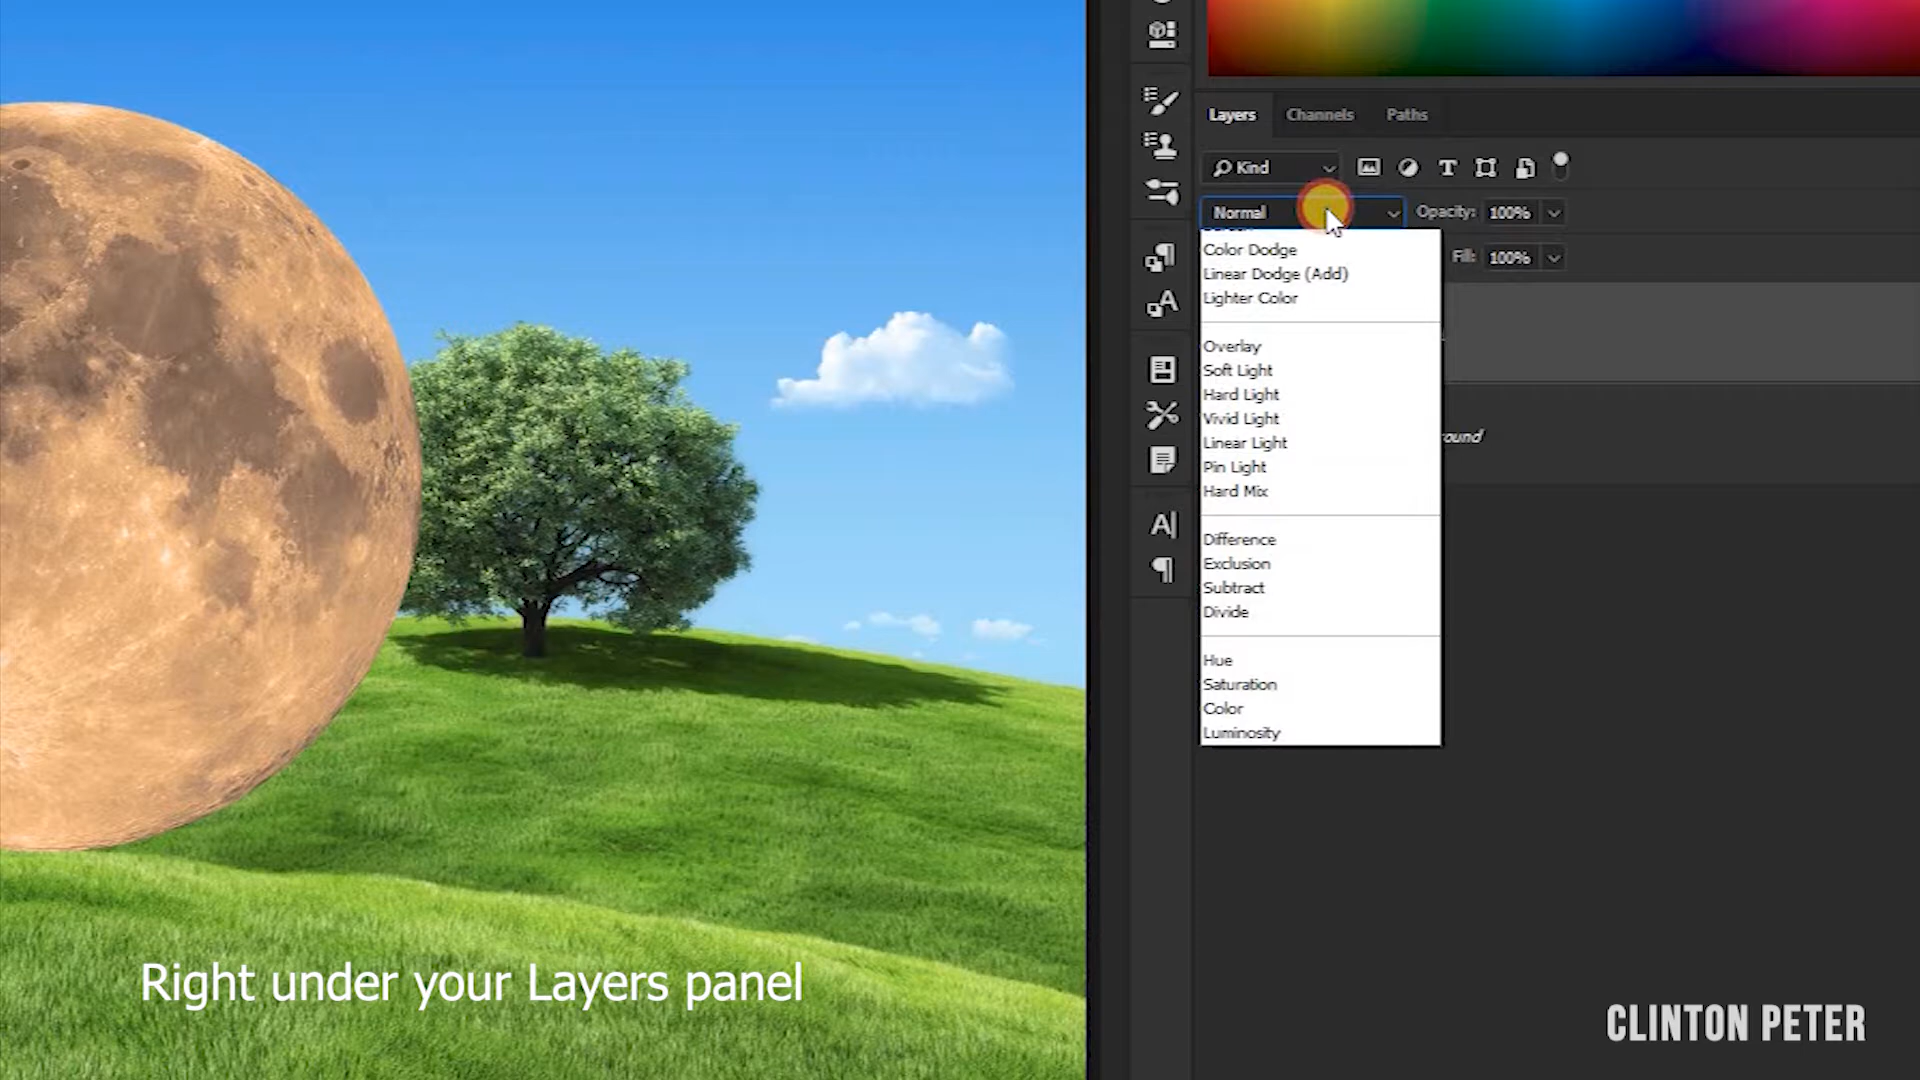 Layers Channels Paths
Kind
Normal Opacity: 100%
Color Dodge
Fill: 100%
Linear Dodge (Add)
Lighter Color
Overlay
Soft Light
Hard Light
Vivid Light
Linear Light
Pin Light
Hard Mix
Difference
Exclusion
Subtract
Divide
Hue
Saturation
Color
Luminosity
Right under your Layers panel
CLINTON PETER